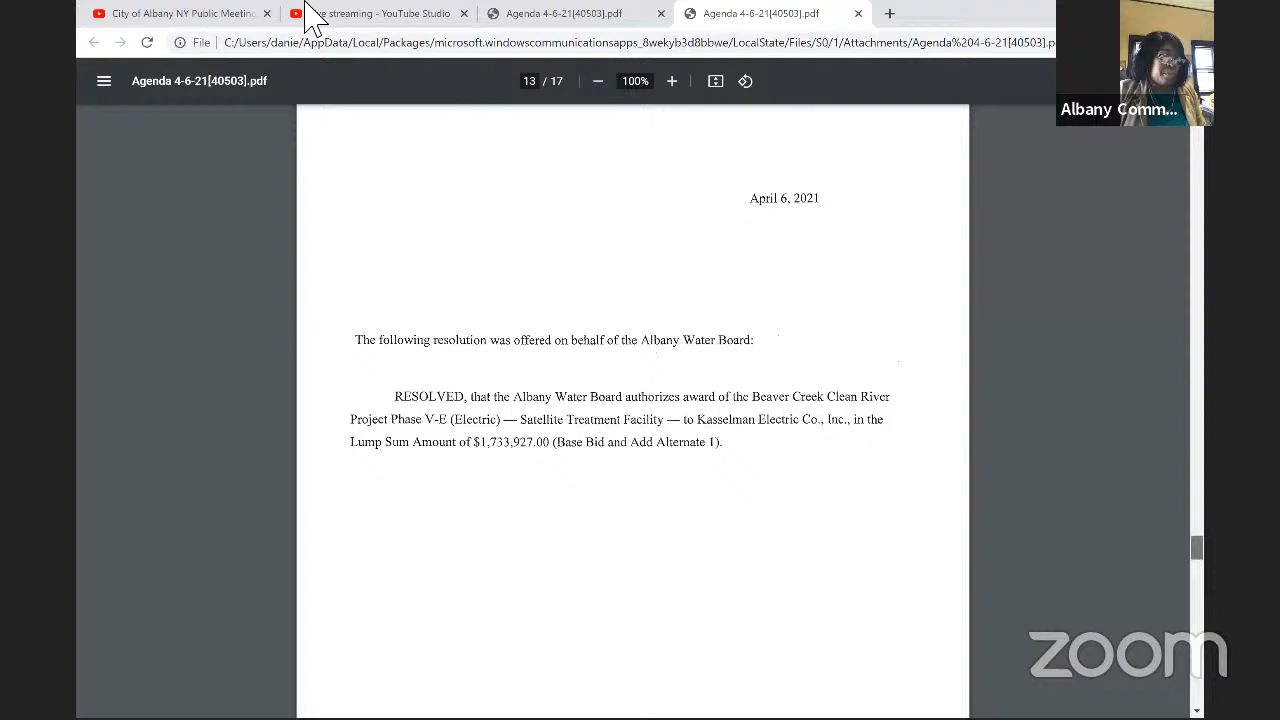 City of Albany NY Public Meeting
e streaming - YouTube Studio
Agenda 4-6-21[40503].pdf
Agenda 4-6-21[40503].pdf
File
C:/Users/danie/AppData/Local/Packages/microsoft.windowscommunicationsapps_8wekyb3d8bbwe/LocalState/Files/S0/1/Attachments/Agenda%204-6-21[40503].p
Agenda 4-6-21[40503].pdf
13 / 17
100%
Albany Comm...
April 6, 2021
The following resolution was offered on behalf of the Albany Water Board:
RESOLVED, that the Albany Water Board authorizes award of the Beaver Creek Clean River
Project Phase V-E (Electric) — Satellite Treatment Facility — to Kasselman Electric Co., Inc., in the
Lump Sum Amount of $1,733,927.00 (Base Bid and Add Alternate 1).
zoom